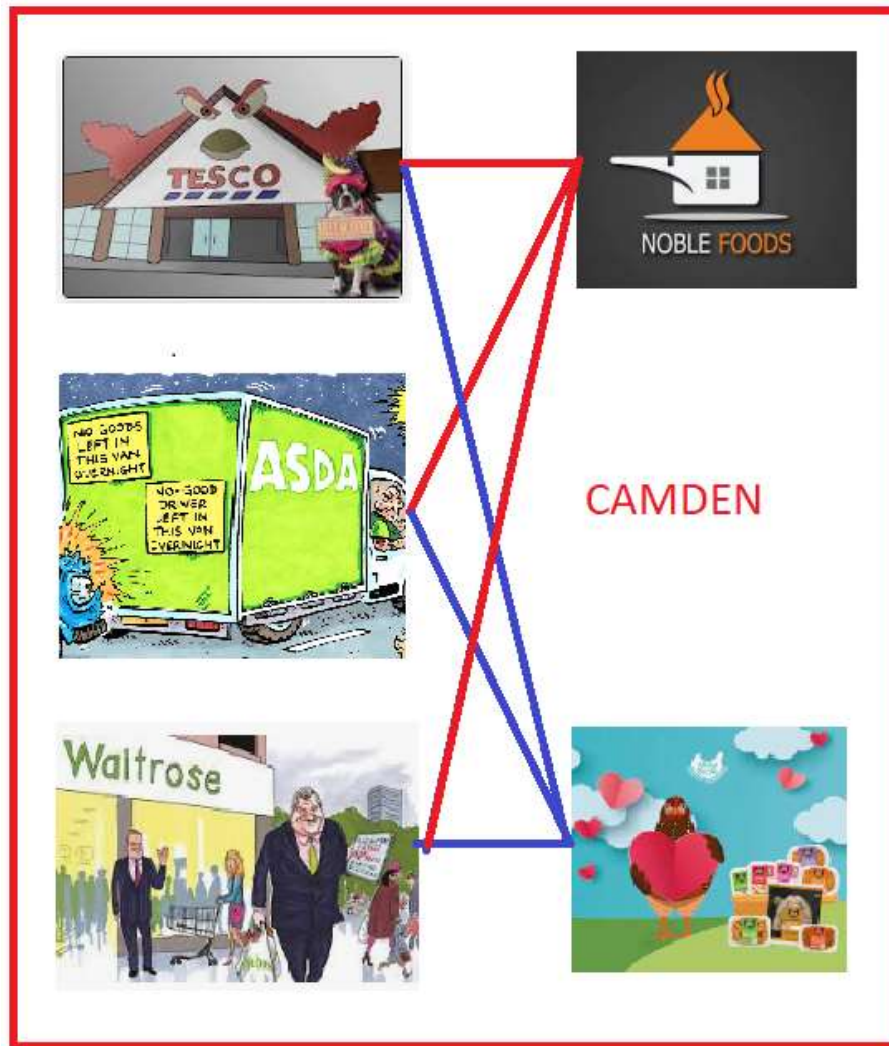 TESCO
NOBLE FOODS
NO GOODS
LEFT IN
THIS VAN
OVERNIGHT
ASDA
NO-GOOD
DRIVER
LEFT IN
THIS VAN
OVERNIGHT
CAMDEN
Waitrose